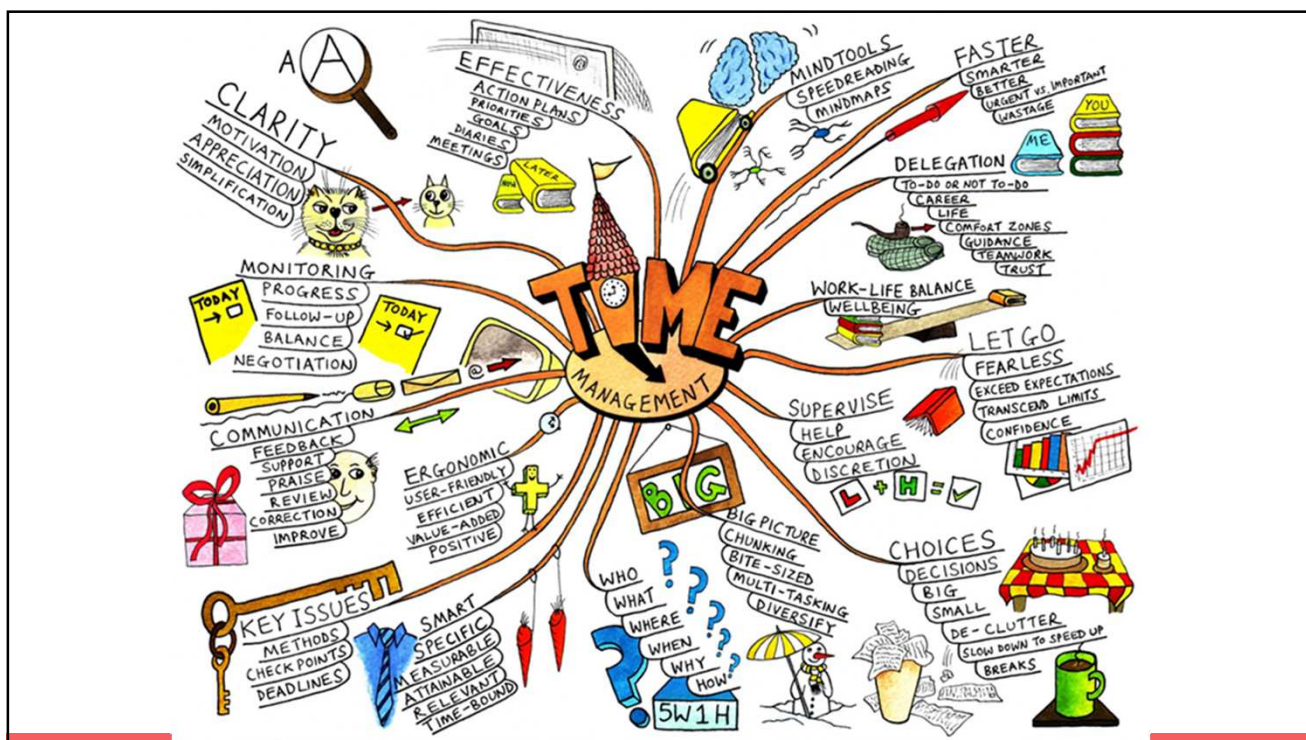 A A
CLARITY
MOTIVATION
APPRECIATION
SIMPLIFICATION
@
EFFECTIVENESS
ACTION PLANS
PRIORITIES
GOALS
DIARIES
MEETINGS
NOW
LATER
MINDTOOLS
SPEEDREADING
MINDMAPS
FASTER
SMARTER
BETTER
URGENT VS. IMPORTANT
WASTAGE
YOU
ME
DELEGATION
TO-DO OR NOT TO-DO
CAREER
LIFE
COMFORT ZONES
GUIDANCE
TEAMWORK
TRUST
MONITORING
PROGRESS
FOLLOW-UP
BALANCE
NEGOTIATION
TODAY
TODAY
TIME
MANAGEMENT
WORK-LIFE BALANCE
WELLBEING
LET GO
FEARLESS
EXCEED EXPECTATIONS
TRANSCEND LIMITS
CONFIDENCE
@
COMMUNICATION
FEEDBACK
SUPPORT
PRAISE
REVIEW
CORRECTION
IMPROVE
ERGONOMIC
USER-FRIENDLY
EFFICIENT
VALUE-ADDED
POSITIVE
SUPERVISE
HELP
ENCOURAGE
DISCRETION
L + H =
BIG
BIG PICTURE
CHUNKING
BITE-SIZED
MULTI-TASKING
DIVERSIFY
CHOICES
DECISIONS
BIG
SMALL
DE-CLUTTER
SLOW DOWN TO SPEED UP
BREAKS
KEY ISSUES
METHODS
CHECK POINTS
DEADLINES
SMART
SPECIFIC
MEASURABLE
ATTAINABLE
RELEVANT
TIME-BOUND
WHO
WHAT
WHERE
WHEN
WHY
HOW
? ? ? ? ? ? ?
5W1H